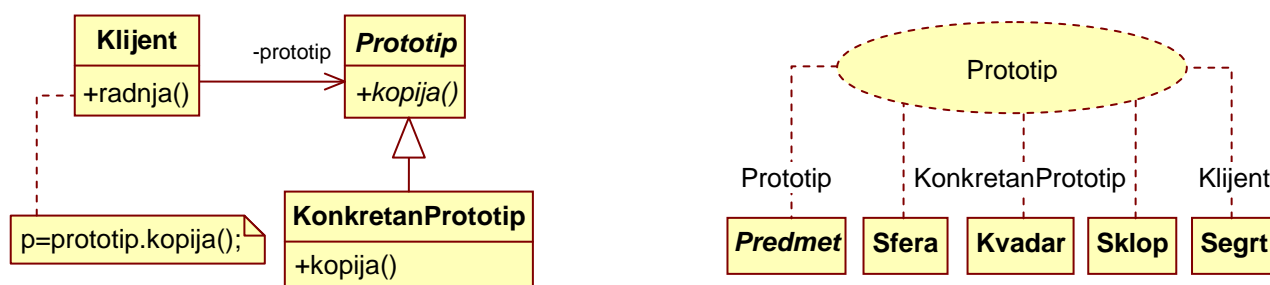 Klijent
+radnja()
-prototip
Prototip
+kopija()
KonkretanPrototip
+kopija()
p=prototip.kopija();
Prototip
Prototip
KonkretanPrototip
Klijent
Predmet
Sfera
Kvadar
Sklop
Segrt